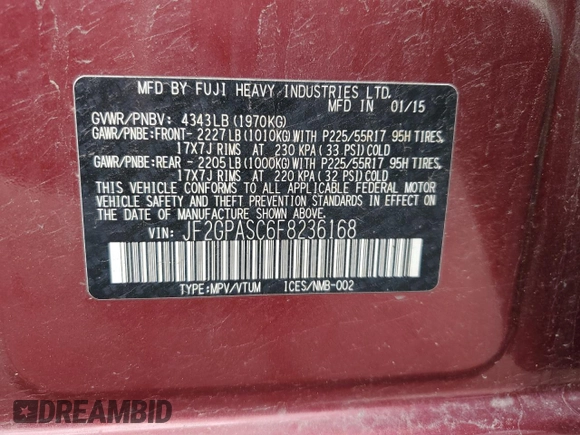 MFD BY FUJI HEAVY INDUSTRIES LTD.
MFD IN 01/15
GVWR/PNBV: 4343LB (1970KG)
GAWR/PNBE:FRONT- 2227LB (1010KG)WITH P225/55R17 95H TIRES,
17X7J RIMS AT 230 KPA (33 PSI)COLD
GAWR/PNBE:REAR - 2205LB (1000KG)WITH P225/55R17 95H TIRES,
17X7J RIMS AT 220 KPA (32 PSI)COLD
THIS VEHICLE CONFORMS TO ALL APPLICABLE FEDERAL MOTOR
VEHICLE SAFETY AND THEFT PREVENTION STANDARDS IN EFFECT ON
THE DATE OF MANUFACTURE SHOWN ABOVE.
VIN: JF2GPASC6F8236168
TYPE:MPV/VTUM ICES/NMB-002
DREAMBID